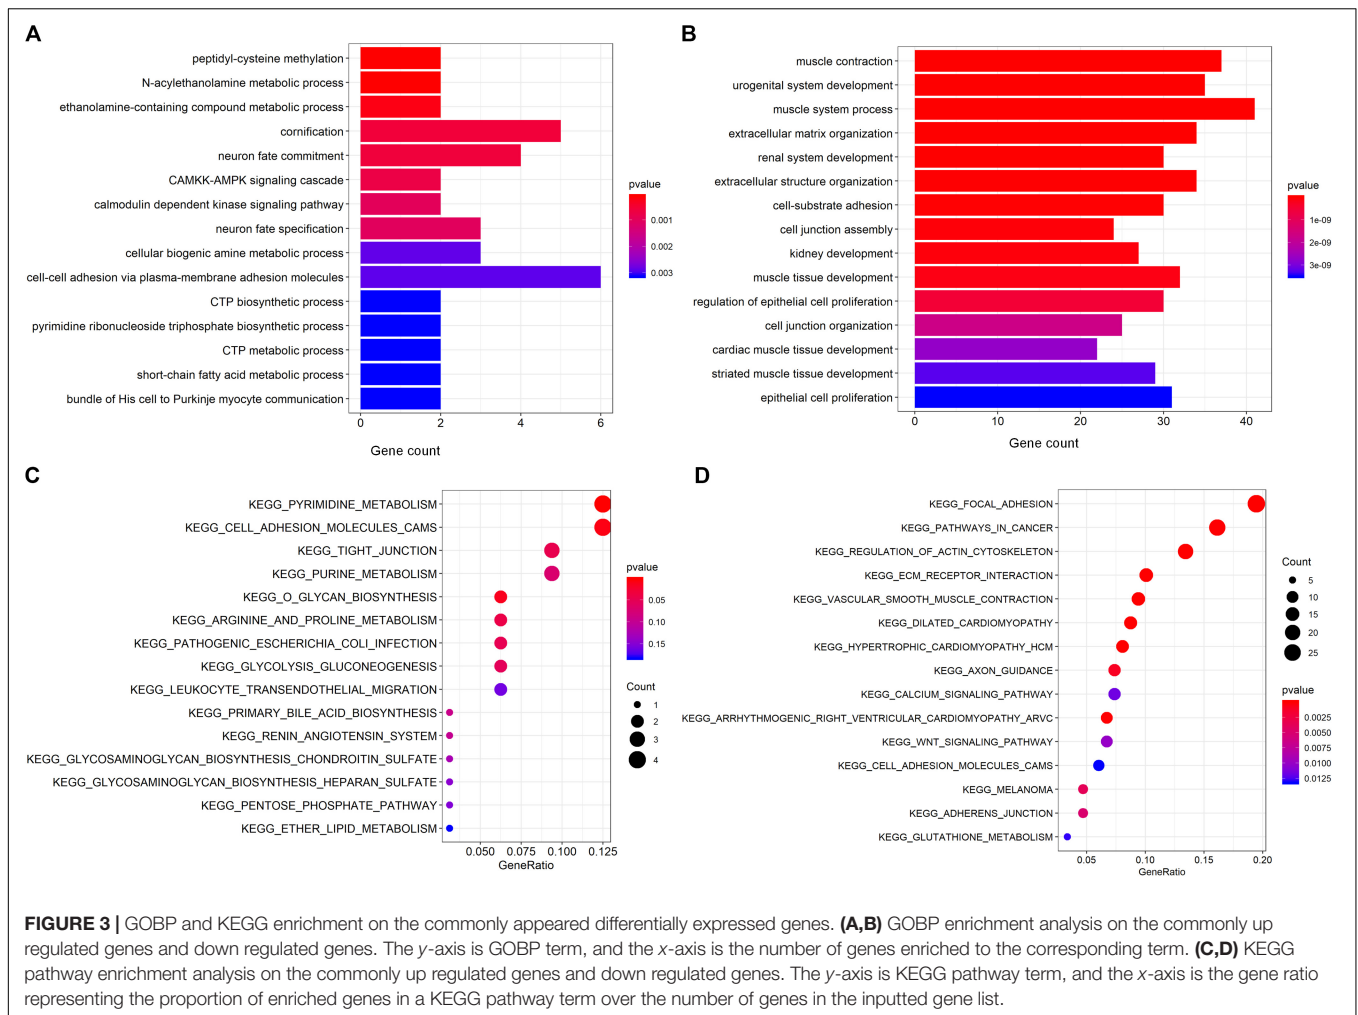 A
peptidyl-cysteine methylation
N-acylethanolamine metabolic process
ethanolamine-containing compound metabolic process
cornification
neuron fate commitment
CAMKK-AMPK signaling cascade
calmodulin dependent kinase signaling pathway
neuron fate specification
cellular biogenic amine metabolic process
cell-cell adhesion via plasma-membrane adhesion molecules
CTP biosynthetic process
pyrimidine ribonucleoside triphosphate biosynthetic process
CTP metabolic process
short-chain fatty acid metabolic process
bundle of His cell to Purkinje myocyte communication
0 2 4 6
Gene count
pvalue
0.001
0.002
0.003
B
muscle contraction
urogenital system development
muscle system process
extracellular matrix organization
renal system development
extracellular structure organization
cell-substrate adhesion
cell junction assembly
kidney development
muscle tissue development
regulation of epithelial cell proliferation
cell junction organization
cardiac muscle tissue development
striated muscle tissue development
epithelial cell proliferation
0 10 20 30 40
Gene count
pvalue
1e-09
2e-09
3e-09
C
KEGG_PYRIMIDINE_METABOLISM
KEGG_CELL_ADHESION_MOLECULES_CAMS
KEGG_TIGHT_JUNCTION
KEGG_PURINE_METABOLISM
KEGG_O_GLYCAN_BIOSYNTHESIS
KEGG_ARGININE_AND_PROLINE_METABOLISM
KEGG_PATHOGENIC_ESCHERICHIA_COLI_INFECTION
KEGG_GLYCOLYSIS_GLUCONEOGENESIS
KEGG_LEUKOCYTE_TRANSENDOTHELIAL_MIGRATION
KEGG_PRIMARY_BILE_ACID_BIOSYNTHESIS
KEGG_RENIN_ANGIOTENSIN_SYSTEM
KEGG_GLYCOSAMINOGLYCAN_BIOSYNTHESIS_CHONDROITIN_SULFATE
KEGG_GLYCOSAMINOGLYCAN_BIOSYNTHESIS_HEPARAN_SULFATE
KEGG_PENTOSE_PHOSPHATE_PATHWAY
KEGG_ETHER_LIPID_METABOLISM
0.050 0.075 0.100 0.125
GeneRatio
pvalue
0.05
0.10
0.15
Count
1
2
3
4
D
KEGG_FOCAL_ADHESION
KEGG_PATHWAYS_IN_CANCER
KEGG_REGULATION_OF_ACTIN_CYTOSKELETON
KEGG_ECM_RECEPTOR_INTERACTION
KEGG_VASCULAR_SMOOTH_MUSCLE_CONTRACTION
KEGG_DILATED_CARDIOMYOPATHY
KEGG_HYPERTROPHIC_CARDIOMYOPATHY_HCM
KEGG_AXON_GUIDANCE
KEGG_CALCIUM_SIGNALING_PATHWAY
KEGG_ARRHYTHMOGENIC_RIGHT_VENTRICULAR_CARDIOMYOPATHY_ARVC
KEGG_WNT_SIGNALING_PATHWAY
KEGG_CELL_ADHESION_MOLECULES_CAMS
KEGG_MELANOMA
KEGG_ADHERENS_JUNCTION
KEGG_GLUTATHIONE_METABOLISM
0.05 0.10 0.15 0.20
GeneRatio
Count
5
10
15
20
25
pvalue
0.0025
0.0050
0.0075
0.0100
0.0125
FIGURE 3 | GOBP and KEGG enrichment on the commonly appeared differentially expressed genes. (A,B) GOBP enrichment analysis on the commonly up
regulated genes and down regulated genes. The y-axis is GOBP term, and the x-axis is the number of genes enriched to the corresponding term. (C,D) KEGG
pathway enrichment analysis on the commonly up regulated genes and down regulated genes. The y-axis is KEGG pathway term, and the x-axis is the gene ratio
representing the proportion of enriched genes in a KEGG pathway term over the number of genes in the inputted gene list.